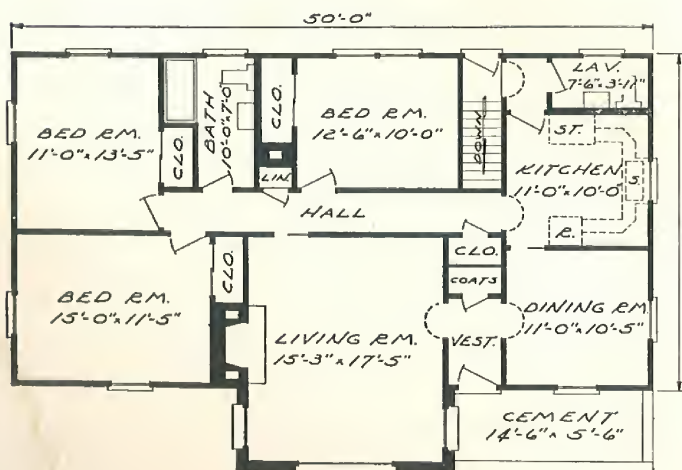 50'-0"
BED RM.
11'-0"x13'-5"
CLO.
BATH
10'-0"x7'-0"
CLO.
LIN.
BED RM.
12'-6"x10'-0"
DOWN
LAV.
7'-6"x3'-11"
ST.
KITCHEN
11'-0"x10'-0"
S.
R.
HALL
BED RM.
15'-0"x11'-5"
CLO.
LIVING RM.
15'-3"x17'-5"
CLO.
COATS
VEST.
DINING RM.
11'-0"x10'-5"
CEMENT
14'-6"x5'-6"